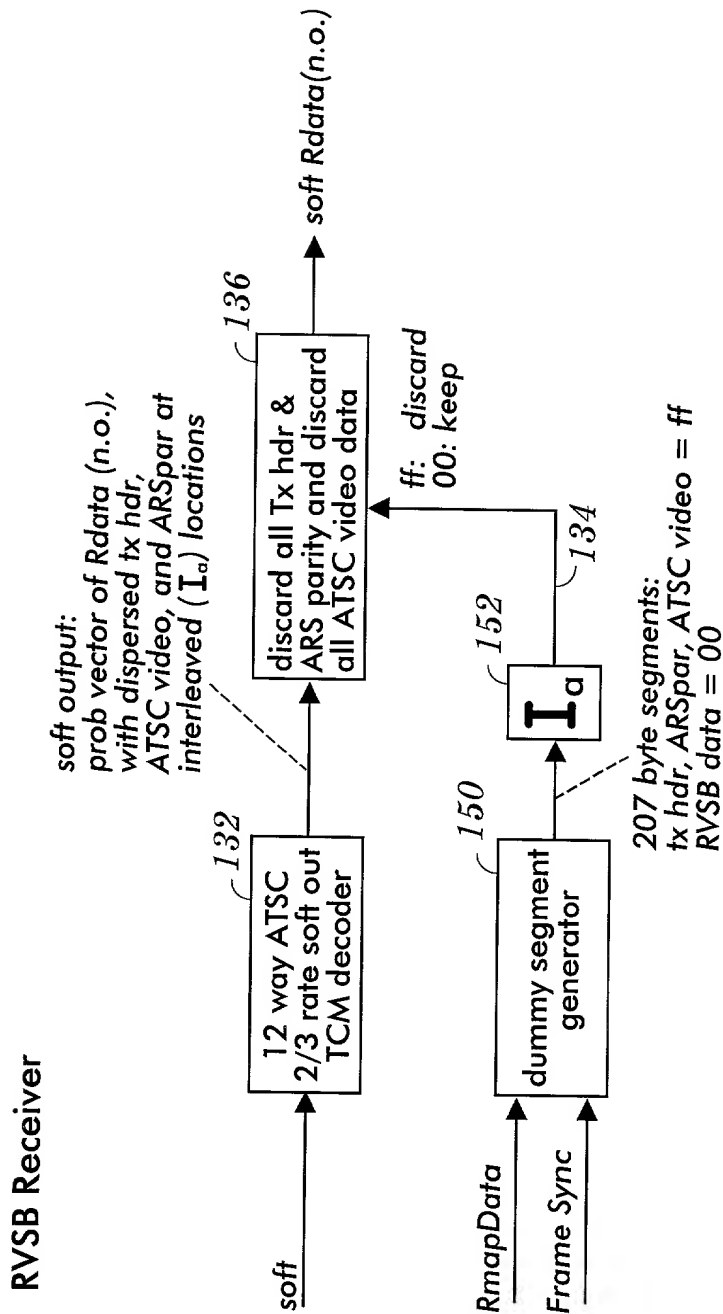 RVSB Receiver
soft output:
prob vector of Rdata (n.o.),
with dispersed tx hdr,
ATSC video, and ARSpar at
interleaved (Ia) locations
soft
132
12 way ATSC
2/3 rate soft out
TCM decoder
136
discard all Tx hdr &
ARS parity and discard
all ATSC video data
soft Rdata(n.o.)
ff: discard
00: keep
RmapData
Frame Sync
150
dummy segment
generator
152
Ia
134
207 byte segments:
tx hdr, ARSpar, ATSC video = ff
RVSB data = 00